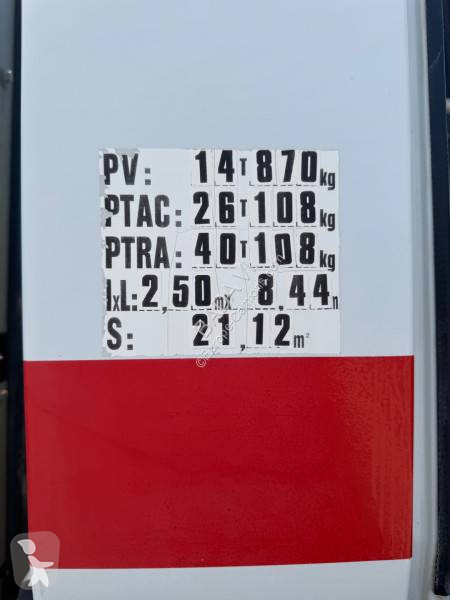 PV: 14T870kg
PTAC: 26T108kg
PTRA: 40T108kg
lxL: 2,50mX 8,44m
S: 21,12m²